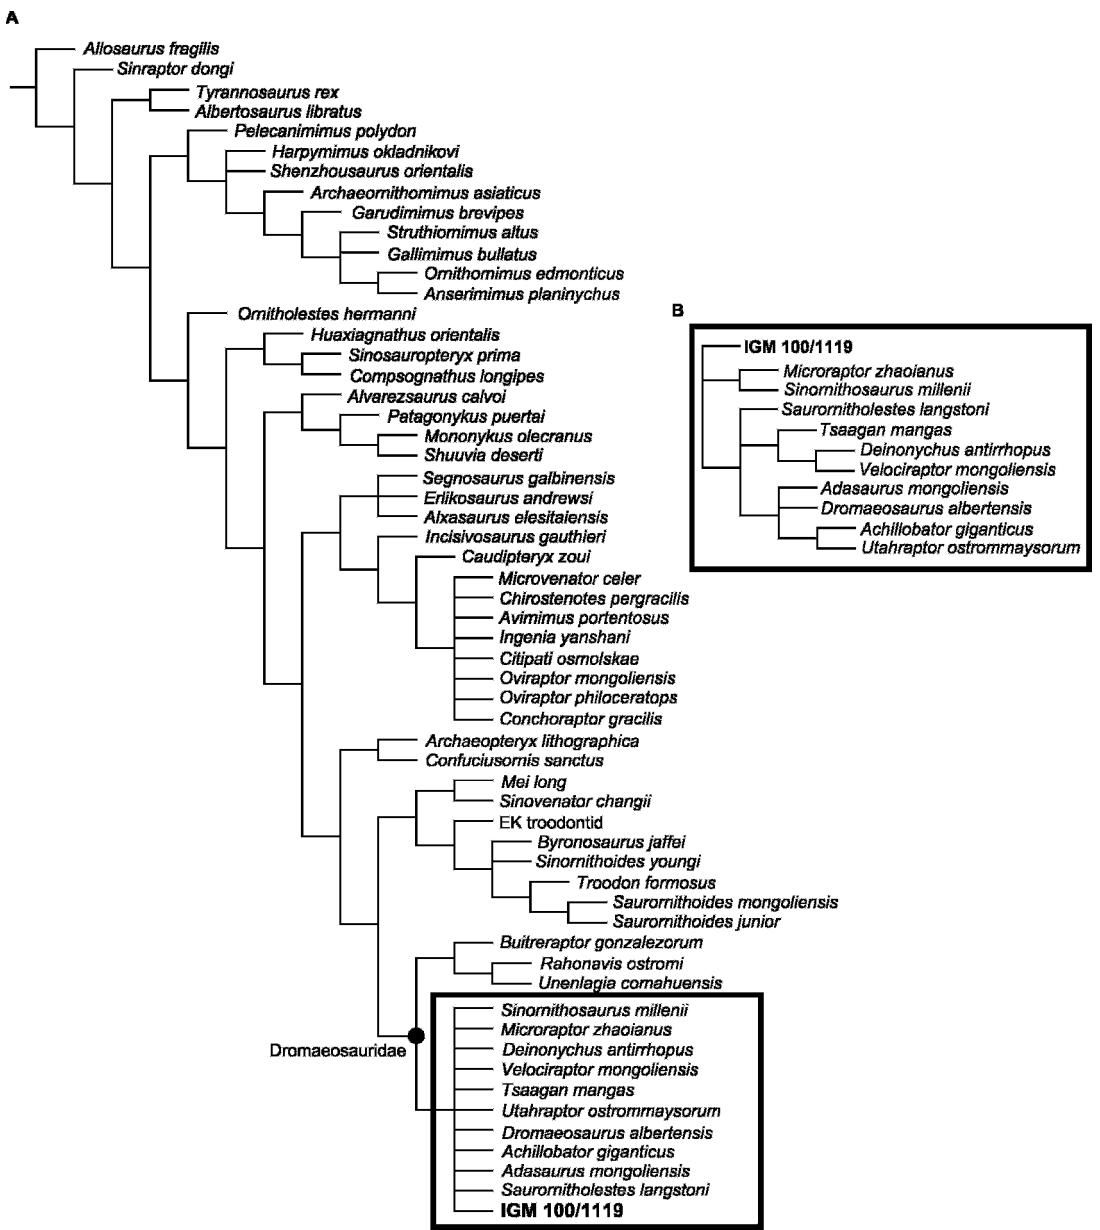 A
Allosaurus fragilis
Sinraptor dongi
Tyrannosaurus rex
Albertosaurus libratus
Pelecanimimus polydon
Harpymimus okladnikovi
Shenzhousaurus orientalis
Archaeornithomimus asiaticus
Garudimimus brevipes
Struthiomimus altus
Gallimimus bullatus
Ornithomimus edmonticus
Anserimimus planinychus
Ornitholestes hermanni
Huaxiagnathus orientalis
Sinosauropteryx prima
Compsognathus longipes
Alvarezsaurus calvoi
Patagonykus puertai
Mononykus olecranus
Shuuvia deserti
Segnosaurus galbinensis
Erlikosaurus andrewsi
Alxasaurus elesitaiensis
Incisivosaurus gauthieri
Caudipteryx zoui
Microvenator celer
Chirostenotes pergracilis
Avimimus portentosus
Ingenia yanshani
Citipati osmolskae
Oviraptor mongoliensis
Oviraptor philoceratops
Conchoraptor gracilis
Archaeopteryx lithographica
Confuciusornis sanctus
Mei long
Sinovenator changii
EK troodontid
Byronosaurus jaffei
Sinornithoides youngi
Troodon formosus
Saurornithoides mongoliensis
Saurornithoides junior
Buitreraptor gonzalezorum
Rahonavis ostromi
Unenlagia comahuensis
Dromaeosauridae
Sinornithosaurus millenii
Microraptor zhaoianus
Deinonychus antirrhopus
Velociraptor mongoliensis
Tsaagan mangas
Utahraptor ostrommaysorum
Dromaeosaurus albertensis
Achillobator giganticus
Adasaurus mongoliensis
Saurornitholestes langstoni
IGM 100/1119
B
IGM 100/1119
Microraptor zhaoianus
Sinornithosaurus millenii
Saurornitholestes langstoni
Tsaagan mangas
Deinonychus antirrhopus
Velociraptor mongoliensis
Adasaurus mongoliensis
Dromaeosaurus albertensis
Achillobator giganticus
Utahraptor ostrommaysorum